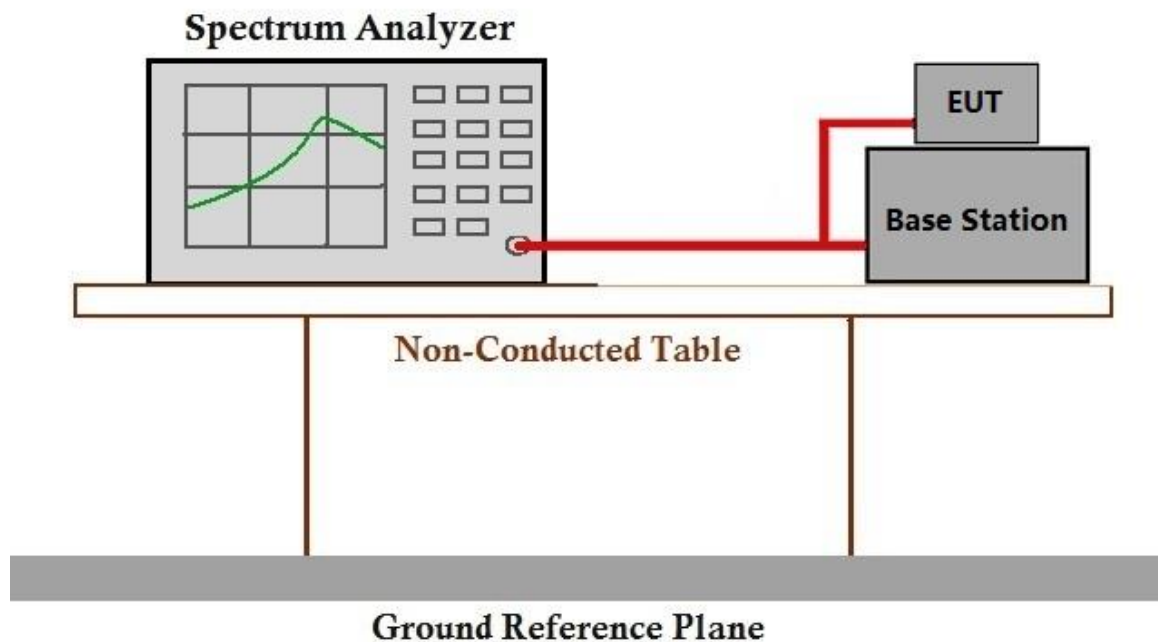 Spectrum Analyzer
EUT
Base Station
Non-Conducted Table
Ground Reference Plane